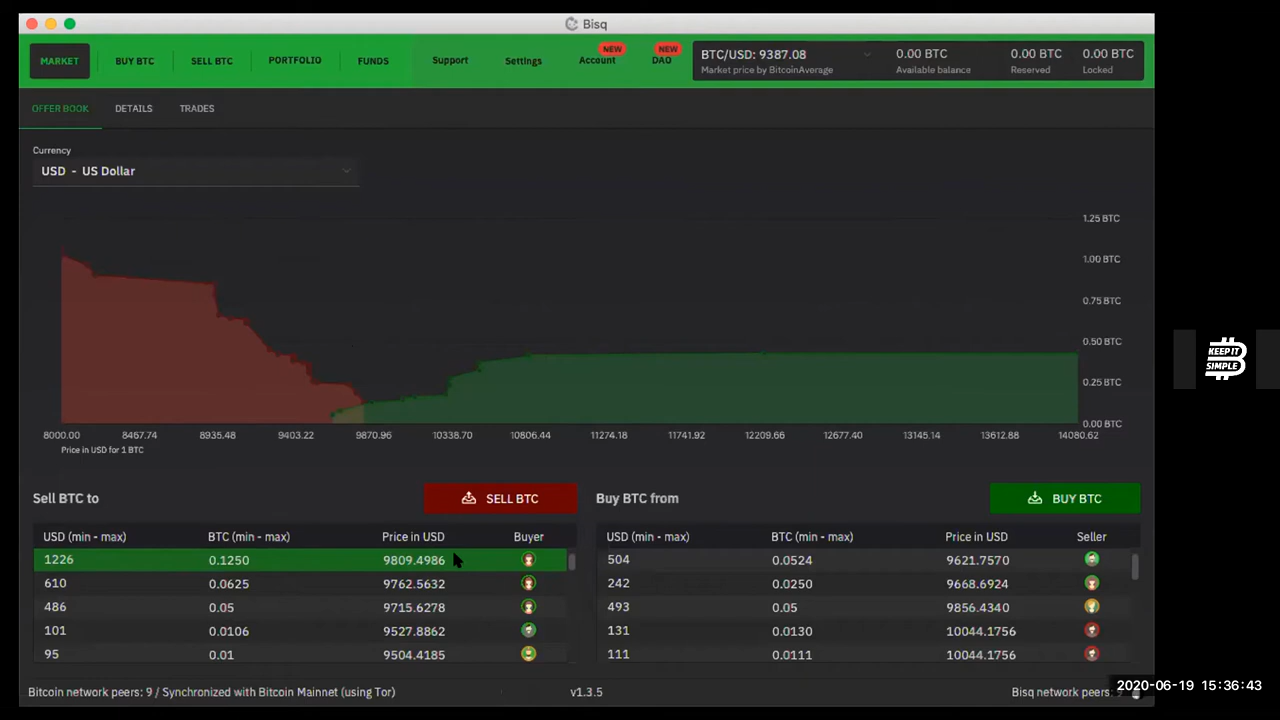 Bisq
MARKET BUY BTC SELL BTC PORTFOLIO FUNDS Support Settings NEW Account NEW DAO BTC/USD: 9387.08 0.00 BTC 0.00 BTC 0.00 BTC
Market price by BitcoinAverage Available balance Reserved Locked
OFFER BOOK DETAILS TRADES
Currency
USD - US Dollar
1.25 BTC
1.00 BTC
0.75 BTC
0.50 BTC
0.25 BTC
0.00 BTC
8000.00 8467.74 8935.48 9403.22 9870.96 10338.70 10806.44 11274.18 11741.92 12209.66 12677.40 13145.14 13612.88 14080.62
Price in USD for 1 BTC
KEEP IT
SIMPLE
Sell BTC to SELL BTC Buy BTC from BUY BTC
USD (min - max) BTC (min - max) Price in USD Buyer USD (min - max) BTC (min - max) Price in USD Seller
1226 0.1250 9809.4986 504 0.0524 9621.7570
610 0.0625 9762.5632 242 0.0250 9668.6924
486 0.05 9715.6278 493 0.05 9856.4340
101 0.0106 9527.8862 131 0.0130 10044.1756
95 0.01 9504.4185 111 0.0111 10044.1756
Bitcoin network peers: 9 / Synchronized with Bitcoin Mainnet (using Tor) v1.3.5 Bisq network peers:
2020-06-19 15:36:43